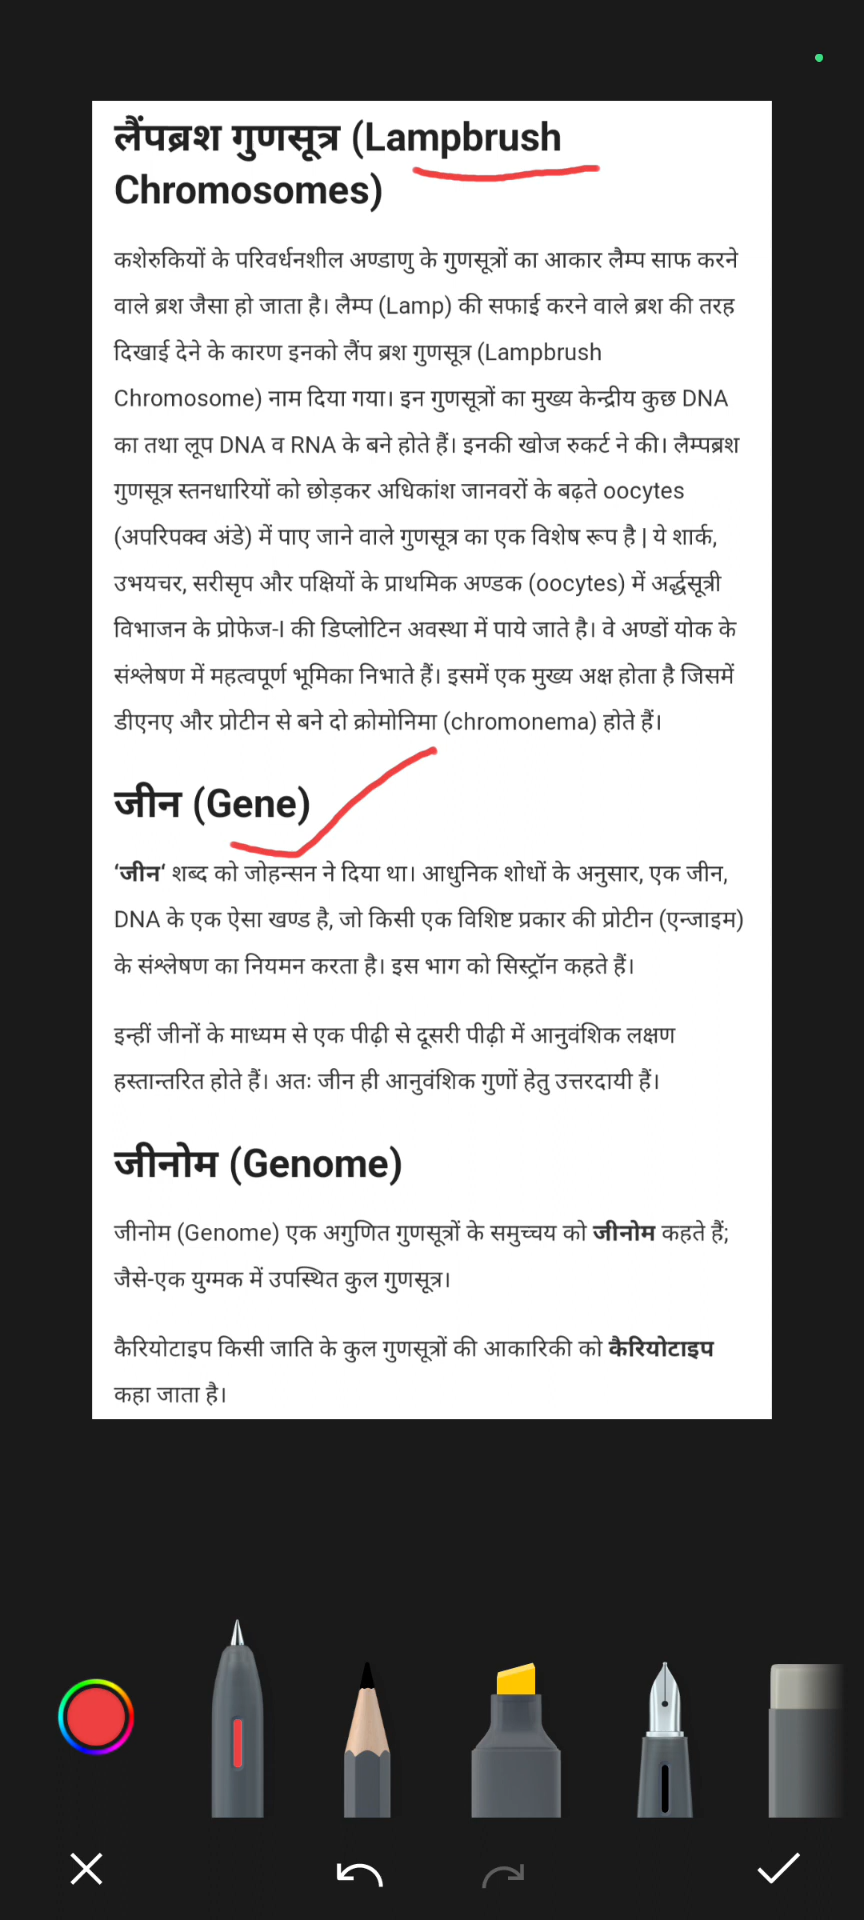 लैंपब्रश गुणसूत्र (Lampbrush
Chromosomes)
कशेरुकियों के परिवर्धनशील अण्डाणु के गुणसूत्रों का आकार लैम्प साफ करने
वाले ब्रश जैसा हो जाता है। लैम्प (Lamp) की सफाई करने वाले ब्रश की तरह
दिखाई देने के कारण इनको लैंप ब्रश गुणसूत्र (Lampbrush
Chromosome) नाम दिया गया। इन गुणसूत्रों का मुख्य केन्द्रीय कुछ DNA
का तथा लूप DNA व RNA के बने होते हैं। इनकी खोज रुकर्ट ने की। लैम्पब्रश
गुणसूत्र स्तनधारियों को छोड़कर अधिकांश जानवरों के बढ़ते oocytes
(अपरिपक्व अंडे) में पाए जाने वाले गुणसूत्र का एक विशेष रूप है | ये शार्क,
उभयचर, सरीसृप और पक्षियों के प्राथमिक अण्डक (oocytes) में अर्द्धसूत्री
विभाजन के प्रोफेज-I की डिप्लोटिन अवस्था में पाये जाते है। वे अण्डों योक के
संश्लेषण में महत्वपूर्ण भूमिका निभाते हैं। इसमें एक मुख्य अक्ष होता है जिसमें
डीएनए और प्रोटीन से बने दो क्रोमोनिमा (chromonema) होते हैं।
जीन (Gene)
‘जीन‘ शब्द को जोहन्सन ने दिया था। आधुनिक शोधों के अनुसार, एक जीन,
DNA के एक ऐसा खण्ड है, जो किसी एक विशिष्ट प्रकार की प्रोटीन (एन्जाइम)
के संश्लेषण का नियमन करता है। इस भाग को सिस्ट्रॉन कहते हैं।
इन्हीं जीनों के माध्यम से एक पीढ़ी से दूसरी पीढ़ी में आनुवंशिक लक्षण
हस्तान्तरित होते हैं। अतः जीन ही आनुवंशिक गुणों हेतु उत्तरदायी हैं।
जीनोम (Genome)
जीनोम (Genome) एक अगुणित गुणसूत्रों के समुच्चय को जीनोम कहते हैं;
जैसे-एक युग्मक में उपस्थित कुल गुणसूत्र।
कैरियोटाइप किसी जाति के कुल गुणसूत्रों की आकारिकी को कैरियोटाइप
कहा जाता है।